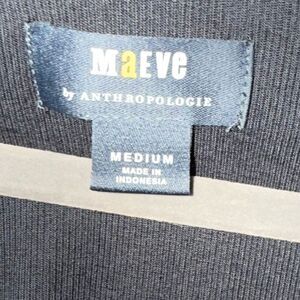 MaEve
by ANTHROPOLOGIE
MEDIUM
MADE IN
INDONESIA